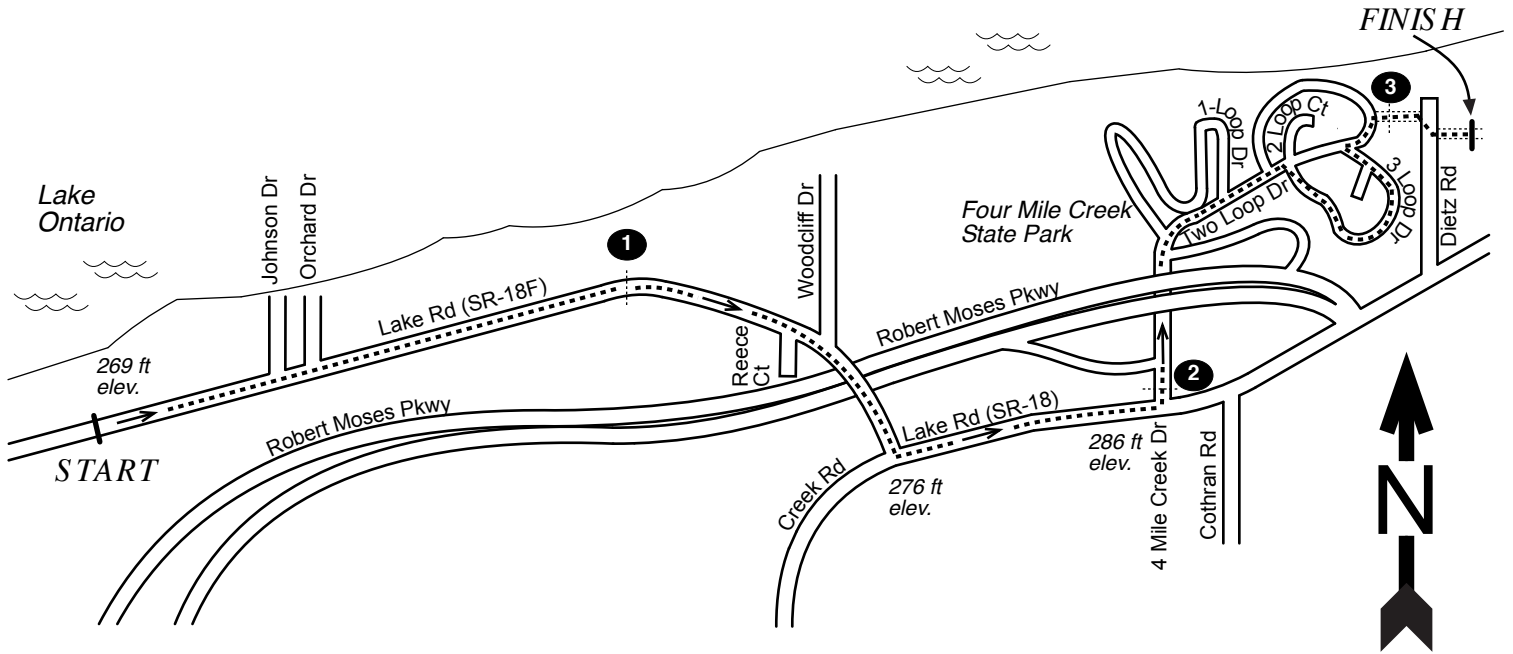 FINISH
3
1-Loop Dr
2 Loop Ct
Lake
Ontario
Johnson Dr
Orchard Dr
Woodcliff Dr
3 Loop Dr
Dietz Rd
Four Mile Creek
State Park
Two Loop Dr
1
Lake Rd (SR-18F)
Robert Moses Pkwy
Reece
Ct
269 ft
elev.
2
START
Robert Moses Pkwy
Lake Rd (SR-18)
286 ft
elev.
4 Mile Creek Dr
Cothran Rd
Creek Rd
276 ft
elev.
N